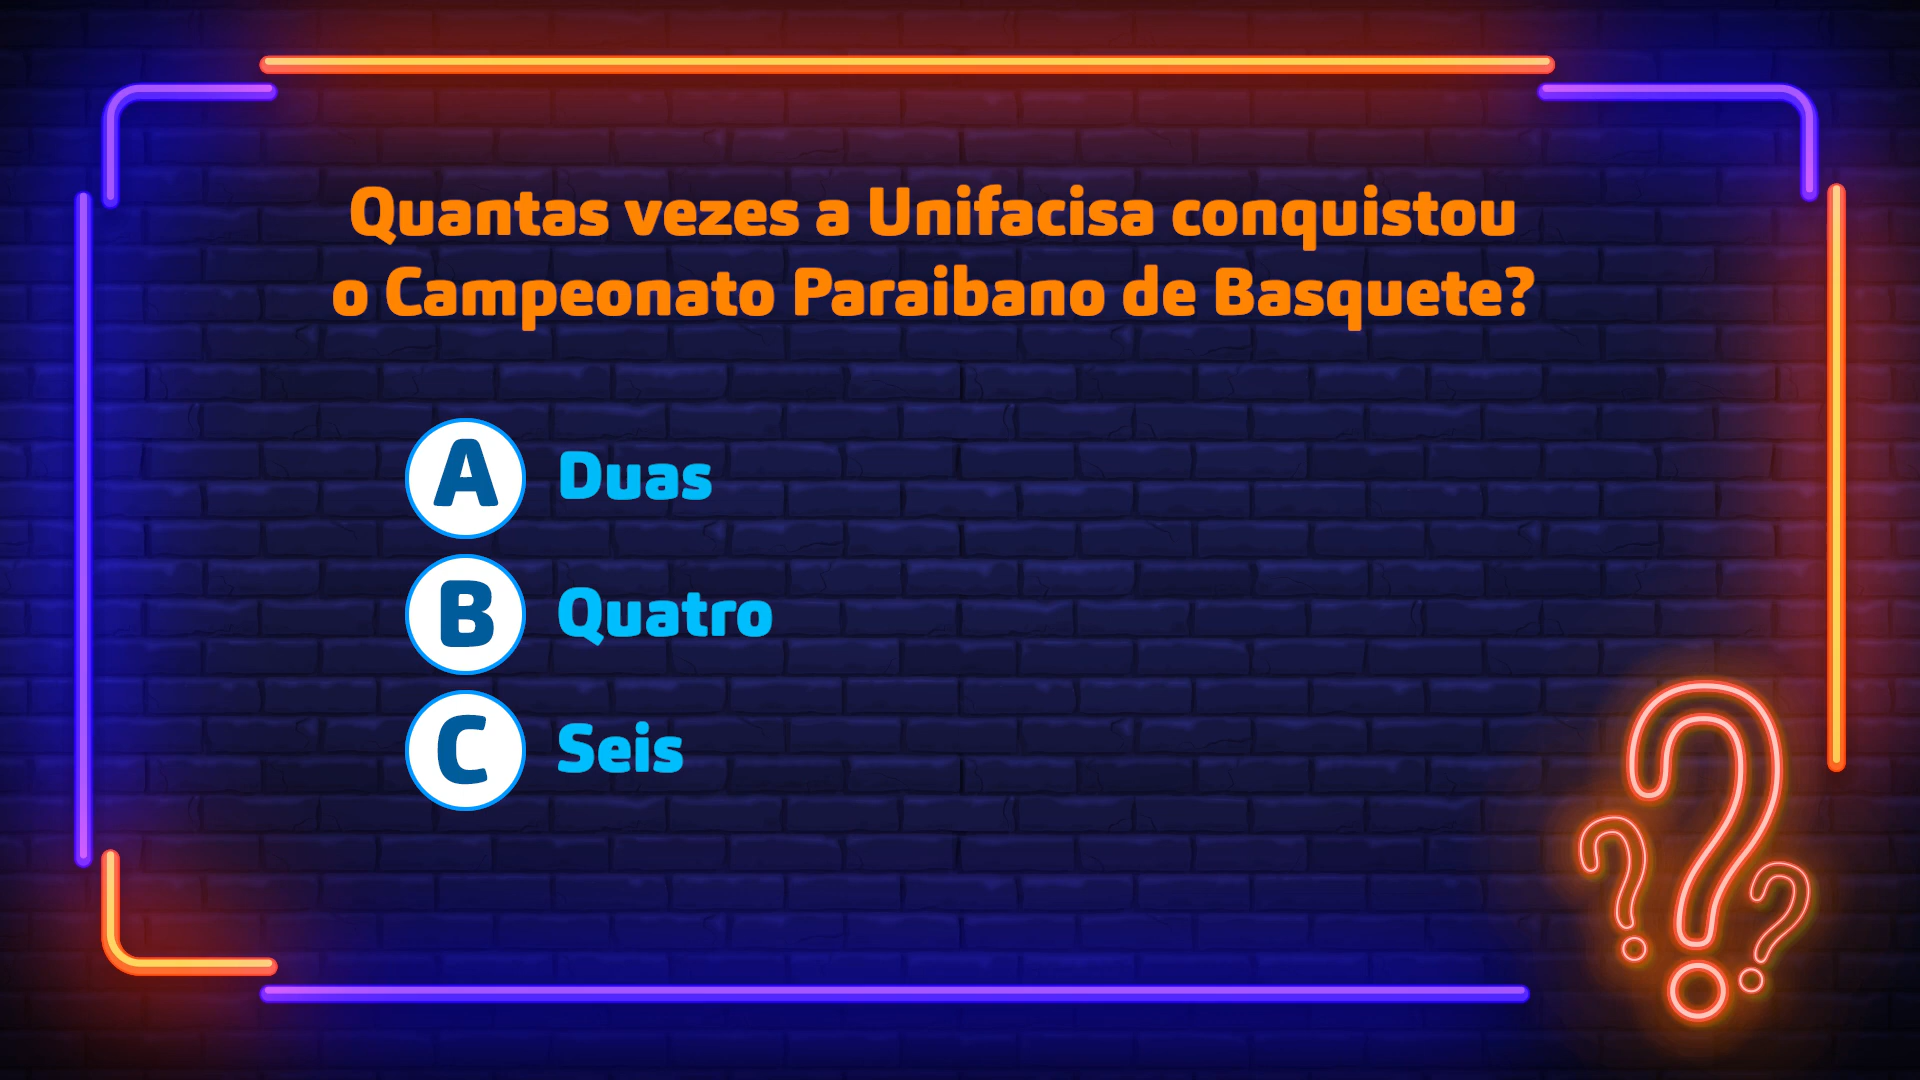 Quantas vezes a Unifacisa conquistou
o Campeonato Paraibano de Basquete?
A Duas
B Quatro
C Seis